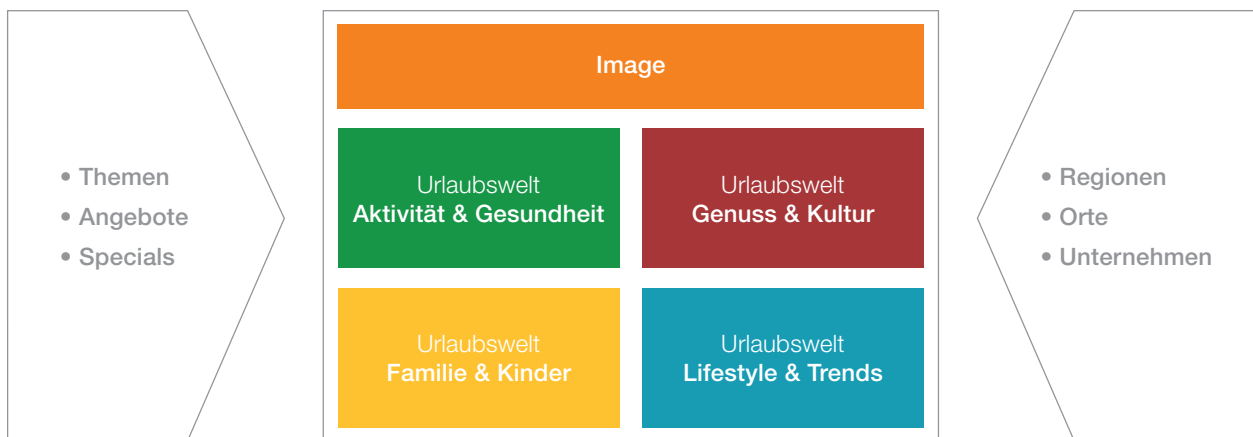 • Themen
• Angebote
• Specials
Image
Urlaubswelt
Aktivität & Gesundheit
Urlaubswelt
Genuss & Kultur
Urlaubswelt
Familie & Kinder
Urlaubswelt
Lifestyle & Trends
• Regionen
• Orte
• Unternehmen